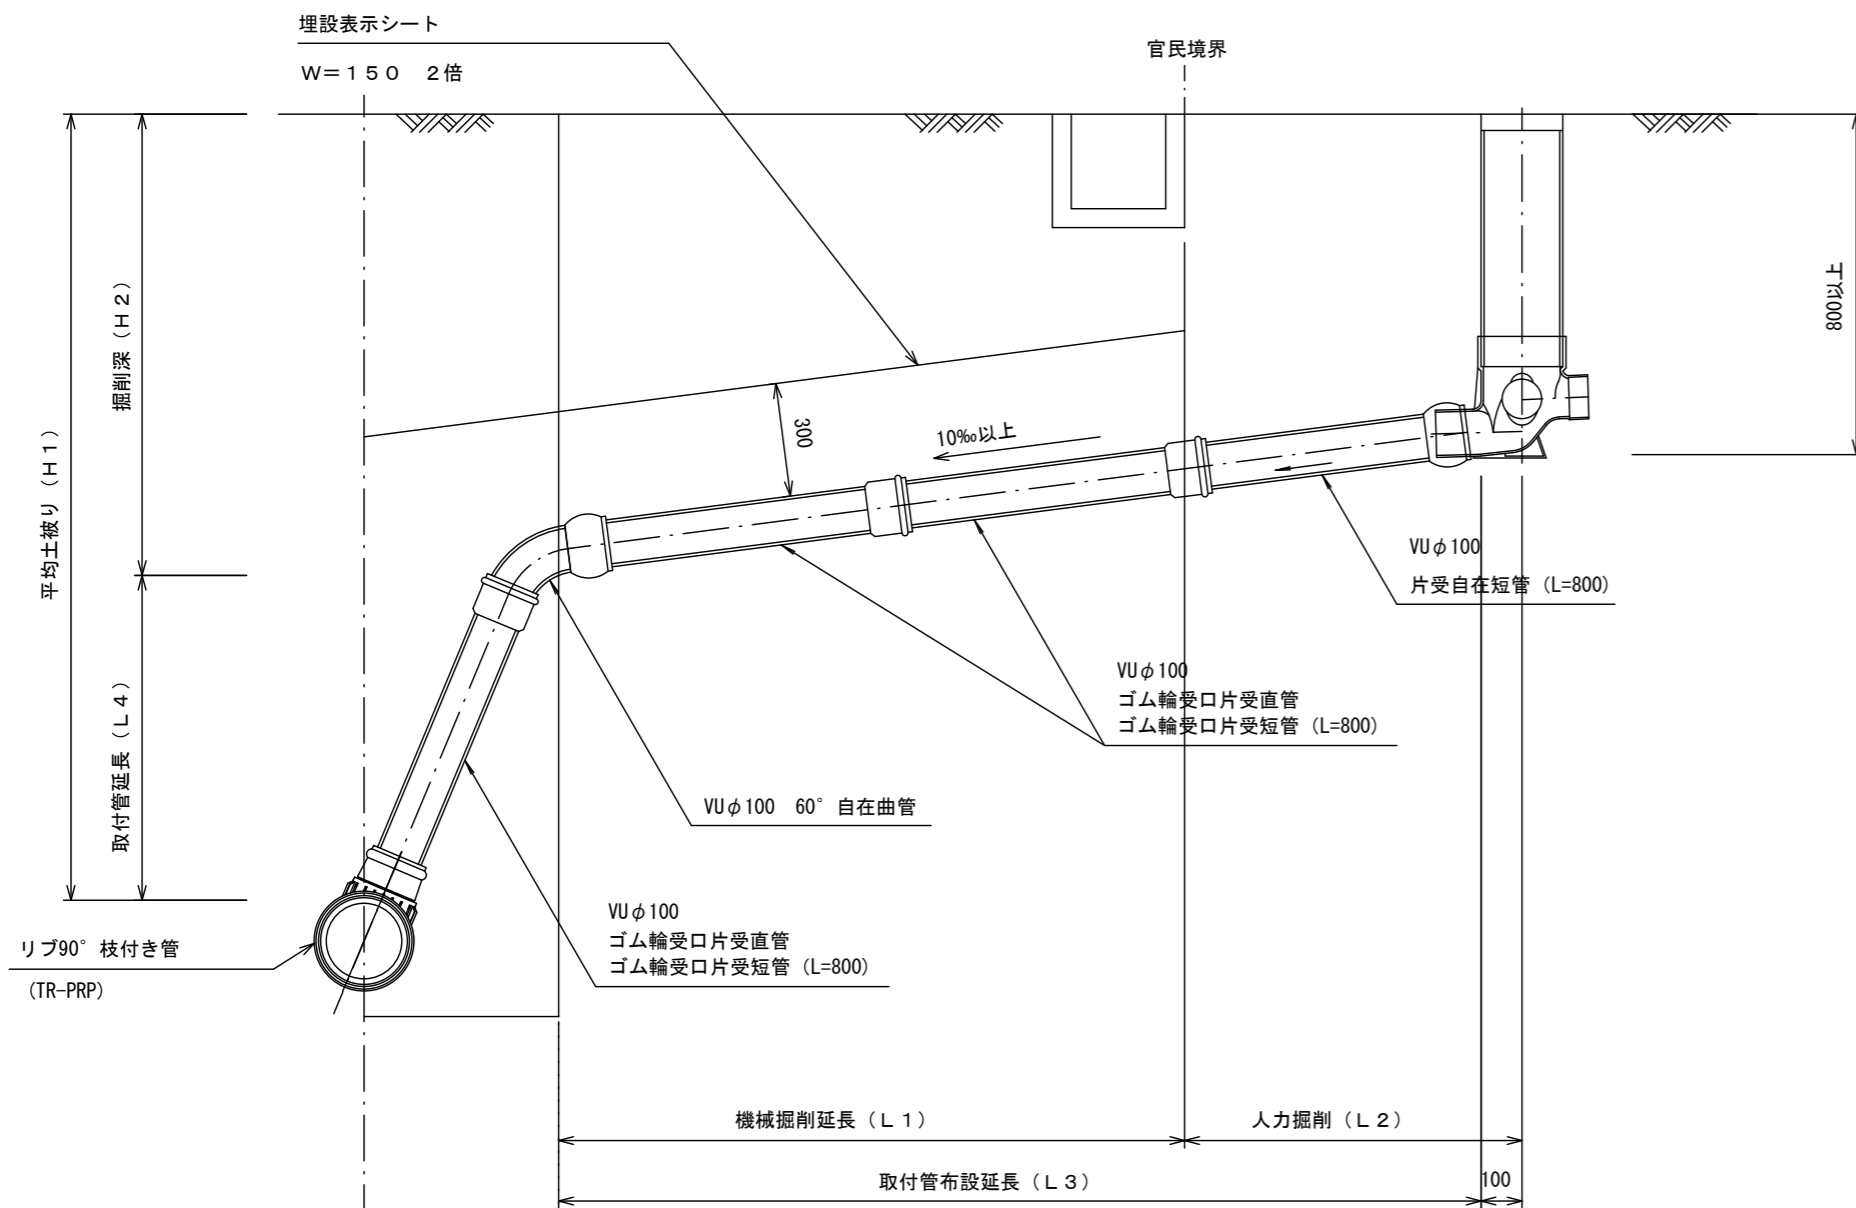 埋設表示シート
W=150 2倍
官民境界
平均土被り(H1)
掘削深(H2)
取付管延長(L4)
800以上
300
10‰以上
VUφ100
片受自在短管 (L=800)
VUφ100
ゴム輪受口片受直管
ゴム輪受口片受短管 (L=800)
VUφ100 60°自在曲管
VUφ100
ゴム輪受口片受直管
ゴム輪受口片受短管 (L=800)
リブ90°枝付き管
(TR-PRP)
機械掘削延長(L1)
人力掘削(L2)
取付管布設延長(L3)
100